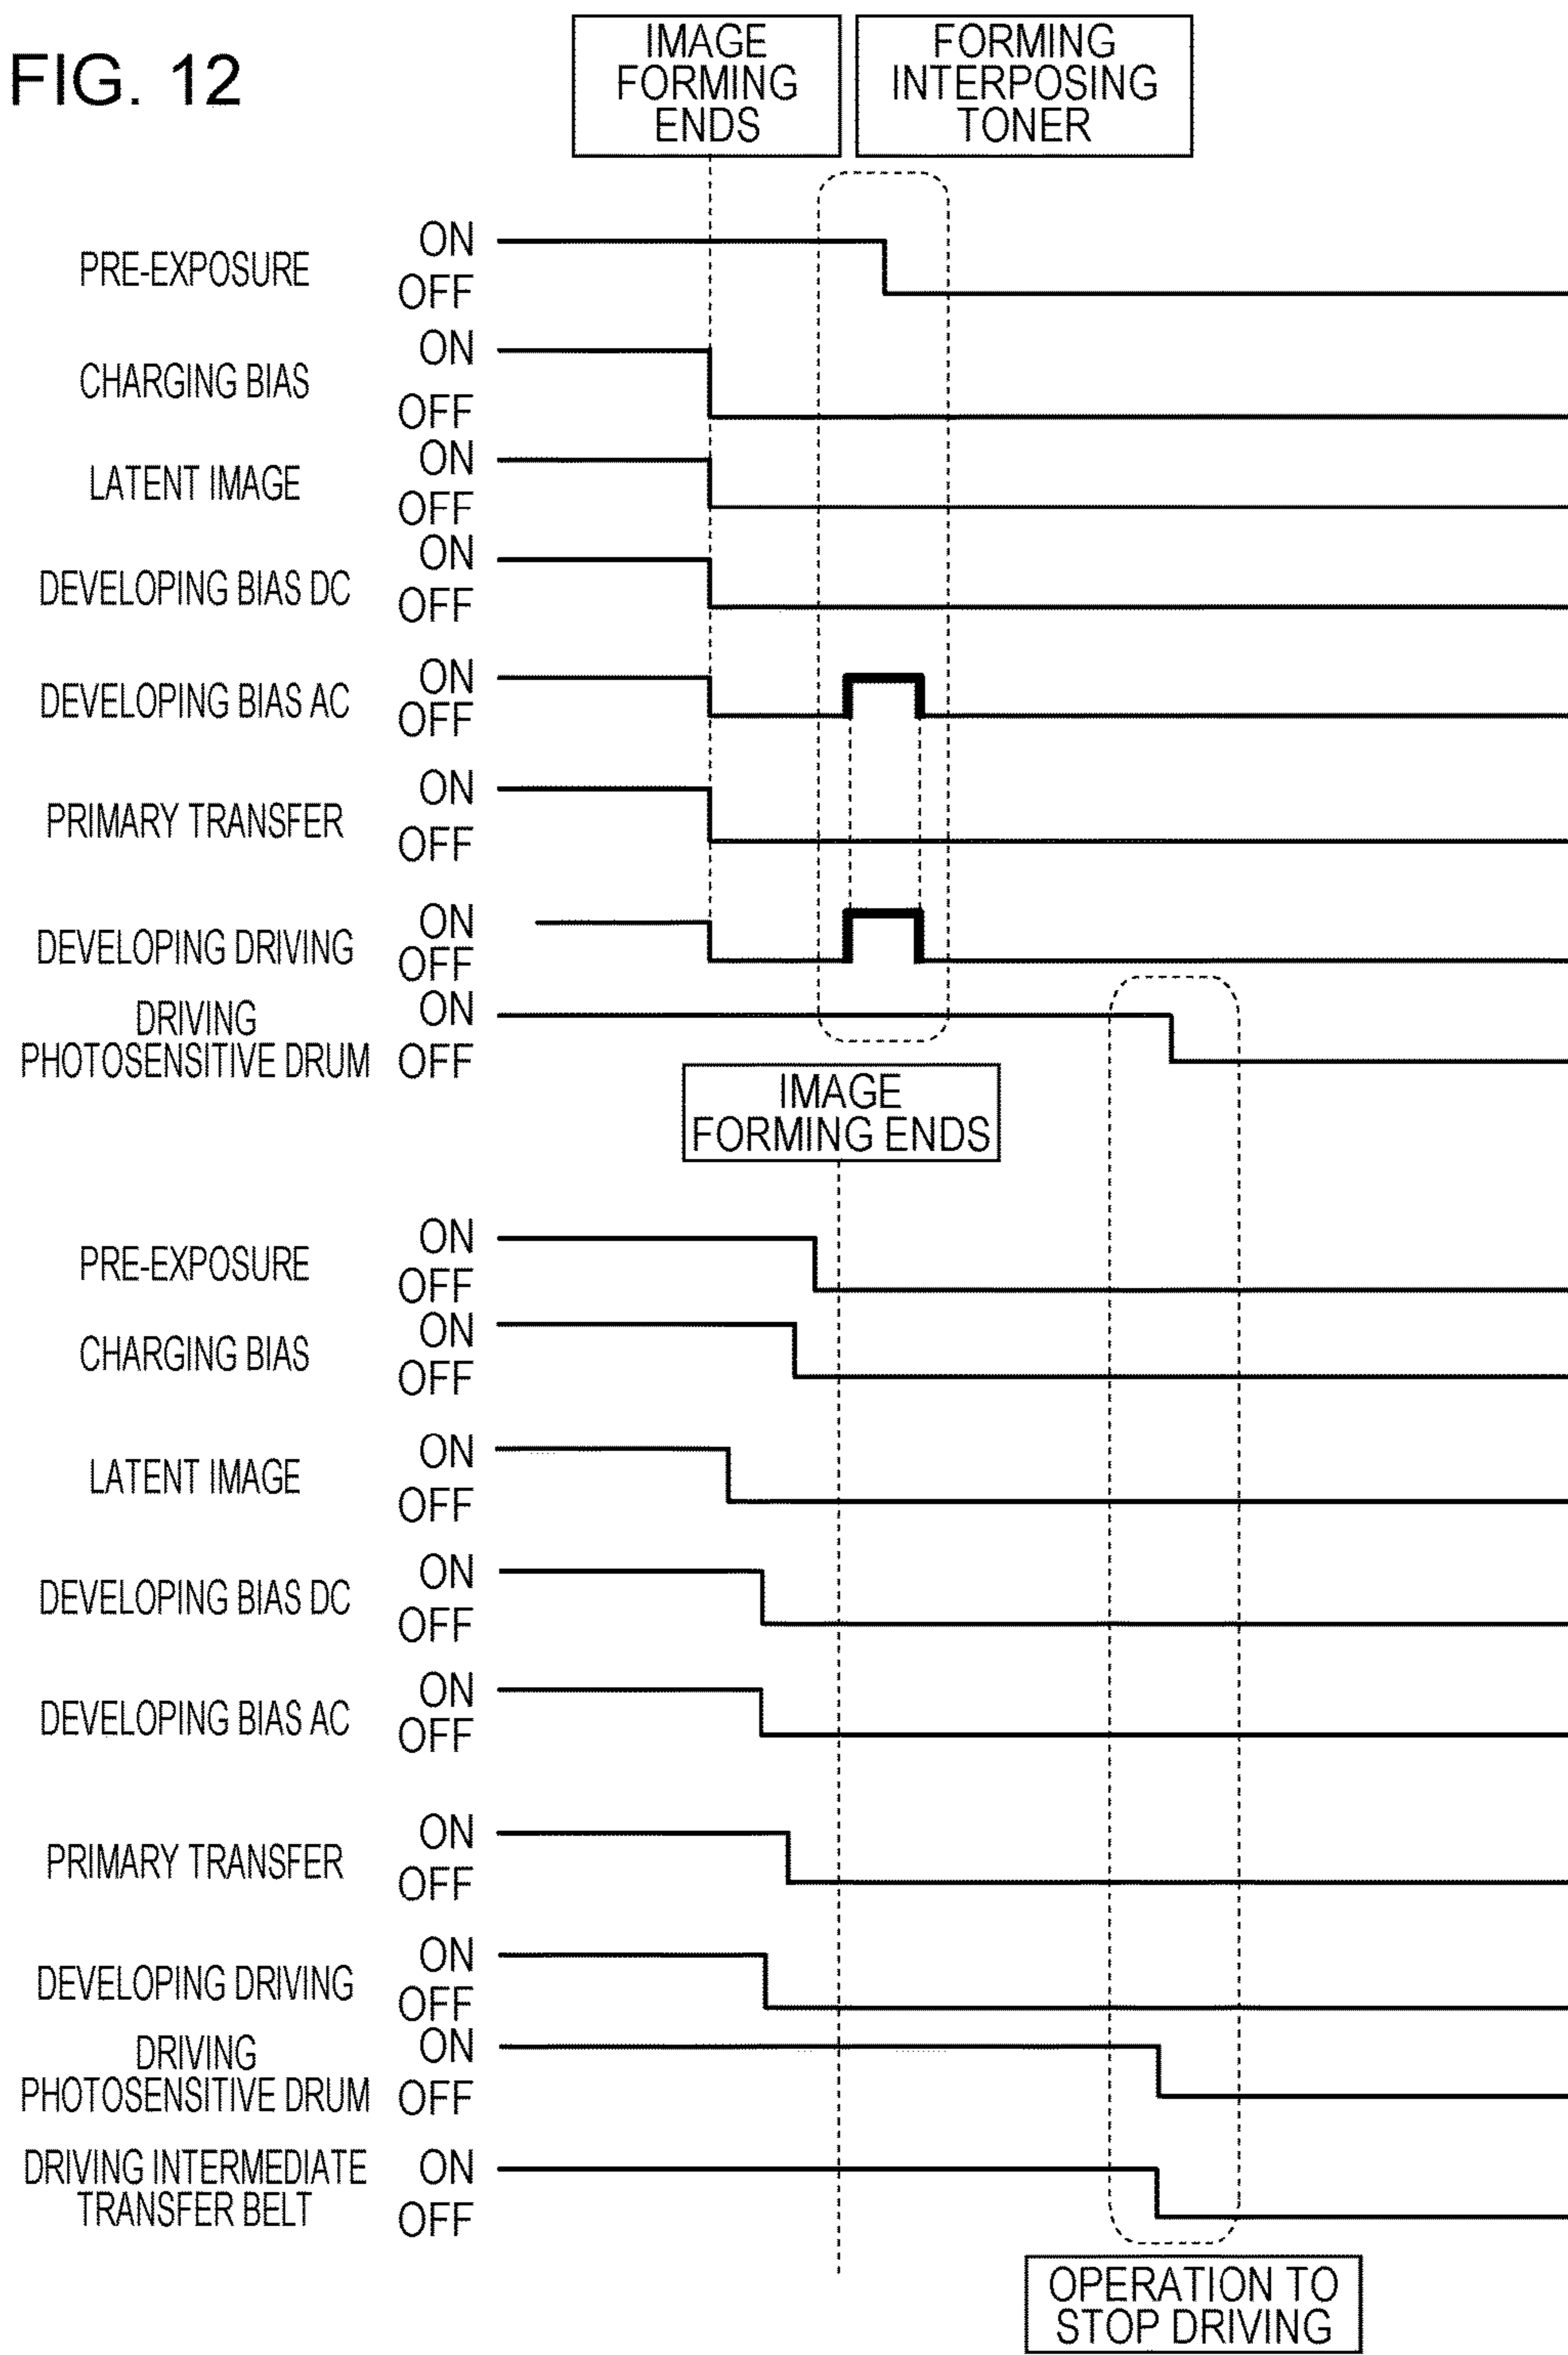 FIG. 12
IMAGE
FORMING
ENDS
FORMING
INTERPOSING
TONER
PRE-EXPOSURE
ON
OFF
CHARGING BIAS
ON
OFF
LATENT IMAGE
ON
OFF
DEVELOPING BIAS DC
ON
OFF
DEVELOPING BIAS AC
ON
OFF
PRIMARY TRANSFER
ON
OFF
DEVELOPING DRIVING
ON
OFF
DRIVING
PHOTOSENSITIVE DRUM
ON
OFF
IMAGE
FORMING ENDS
PRE-EXPOSURE
ON
OFF
CHARGING BIAS
ON
OFF
LATENT IMAGE
ON
OFF
DEVELOPING BIAS DC
ON
OFF
DEVELOPING BIAS AC
ON
OFF
PRIMARY TRANSFER
ON
OFF
DEVELOPING DRIVING
ON
OFF
DRIVING
PHOTOSENSITIVE DRUM
ON
OFF
DRIVING INTERMEDIATE
TRANSFER BELT
ON
OFF
OPERATION TO
STOP DRIVING